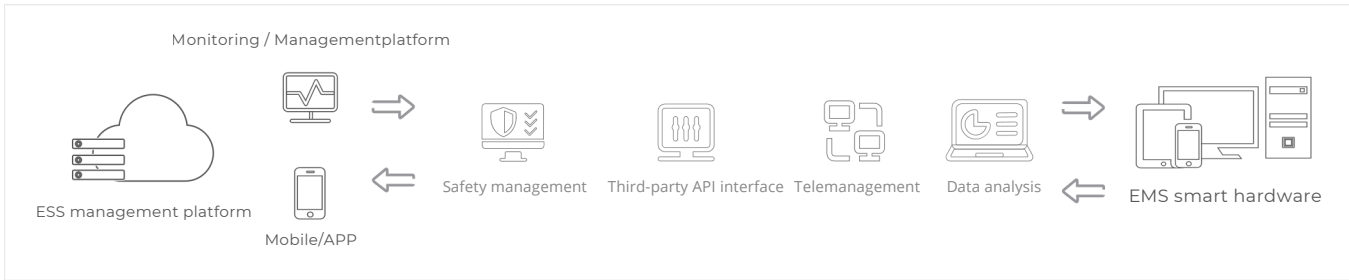 Monitoring / Managementplatform
ESS management platform
Mobile/APP
Safety management
Third-party API interface
Telemanagement
Data analysis
EMS smart hardware